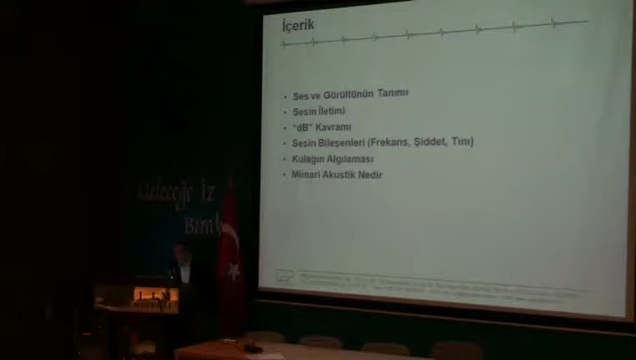 İçerik
• Ses ve Gürültünün Tanımı
• Sesin İletimi
• "dB" Kavramı
• Sesin Bileşenleri (Frekans, Şiddet, Tını)
• Kulağın Algılaması
• Mimari Akustik Nedir
Geleceğe İz